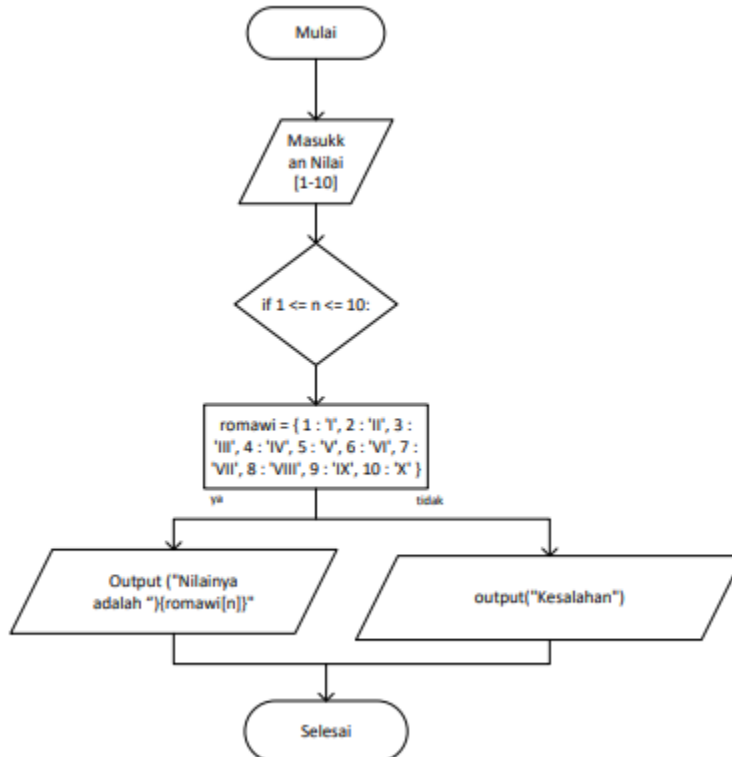 Mulai
Masukk
an Nilai
[1-10]
if 1 <= n <= 10:
romawi = { 1 : 'I', 2 : 'II', 3 :
'III', 4 : 'IV', 5 : 'V', 6 : 'VI', 7 :
'VII', 8 : 'VIII', 9 : 'IX', 10 : 'X' }
ya
tidak
Output ("Nilainya
adalah “){romawi[n]}"
output("Kesalahan")
Selesai